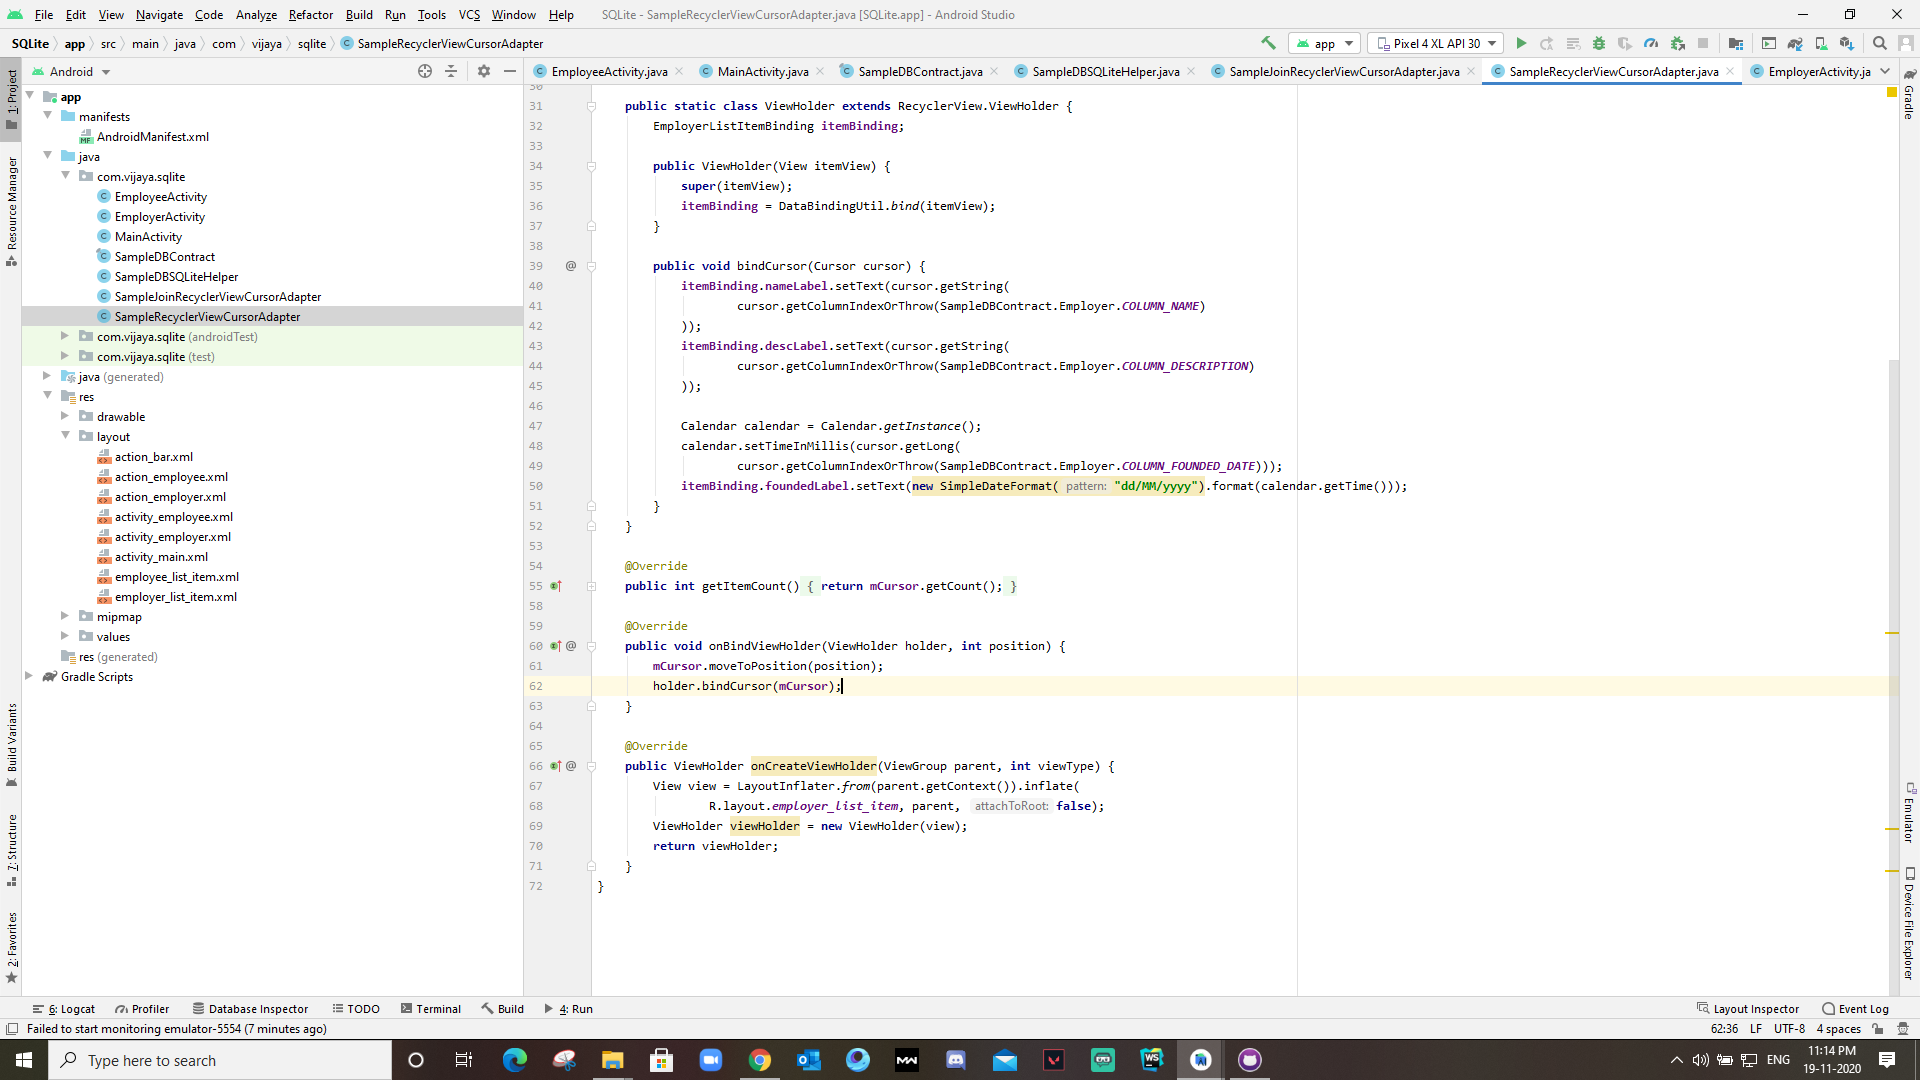 File Edit View Navigate Code Analyze Refactor Build Run Tools VCS Window Help SQLite - SampleRecyclerViewCursorAdapter.java [SQLite.app] - Android Studio
SQLite app src main java com vijaya sqlite SampleRecyclerViewCursorAdapter app Pixel 4 XL API 30
Android
EmployeeActivity.java MainActivity.java SampleDBContract.java SampleDBSQLiteHelper.java SampleJoinRecyclerViewCursorAdapter.java SampleRecyclerViewCursorAdapter.java EmployerActivity.ja
1: Project
Resource Manager
Build Variants
7: Structure
2: Favorites
app
manifests
AndroidManifest.xml
java
com.vijaya.sqlite
EmployeeActivity
EmployerActivity
MainActivity
SampleDBContract
SampleDBSQLiteHelper
SampleJoinRecyclerViewCursorAdapter
SampleRecyclerViewCursorAdapter
com.vijaya.sqlite (androidTest)
com.vijaya.sqlite (test)
java (generated)
res
drawable
layout
action_bar.xml
action_employee.xml
action_employer.xml
activity_employee.xml
activity_employer.xml
activity_main.xml
employee_list_item.xml
employer_list_item.xml
mipmap
values
res (generated)
Gradle Scripts
30
31 public static class ViewHolder extends RecyclerView.ViewHolder {
32 EmployerListItemBinding itemBinding;
33
34 public ViewHolder(View itemView) {
35 super(itemView);
36 itemBinding = DataBindingUtil.bind(itemView);
37 }
38
39 @ public void bindCursor(Cursor cursor) {
40 itemBinding.nameLabel.setText(cursor.getString(
41 cursor.getColumnIndexOrThrow(SampleDBContract.Employer.COLUMN_NAME)
42 ));
43 itemBinding.descLabel.setText(cursor.getString(
44 cursor.getColumnIndexOrThrow(SampleDBContract.Employer.COLUMN_DESCRIPTION)
45 ));
46
47 Calendar calendar = Calendar.getInstance();
48 calendar.setTimeInMillis(cursor.getLong(
49 cursor.getColumnIndexOrThrow(SampleDBContract.Employer.COLUMN_FOUNDED_DATE)));
50 itemBinding.foundedLabel.setText(new SimpleDateFormat( pattern: "dd/MM/yyyy").format(calendar.getTime()));
51 }
52 }
53
54 @Override
55 public int getItemCount() { return mCursor.getCount(); }
58
59 @Override
60 @ public void onBindViewHolder(ViewHolder holder, int position) {
61 mCursor.moveToPosition(position);
62 holder.bindCursor(mCursor);
63 }
64
65 @Override
66 @ public ViewHolder onCreateViewHolder(ViewGroup parent, int viewType) {
67 View view = LayoutInflater.from(parent.getContext()).inflate(
68 R.layout.employer_list_item, parent, attachToRoot: false);
69 ViewHolder viewHolder = new ViewHolder(view);
70 return viewHolder;
71 }
72 }
Gradle
Emulator
Device File Explorer
6: Logcat Profiler Database Inspector TODO Terminal Build 4: Run Layout Inspector Event Log
Failed to start monitoring emulator-5554 (7 minutes ago) 62:36 LF UTF-8 4 spaces
Type here to search ENG 11:14 PM
19-11-2020